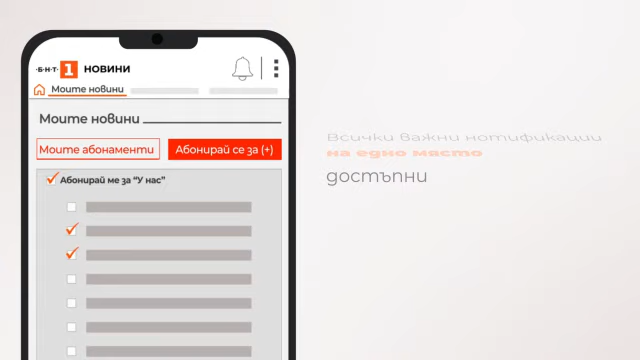 ·Б·Н·Т· 1 НОВИНИ
Моите новини
Моите новини
Моите абонаменти
Абонирай се за (+)
Абонирай ме за "У нас"
Всички важни нотификации
на едно място
достъпни